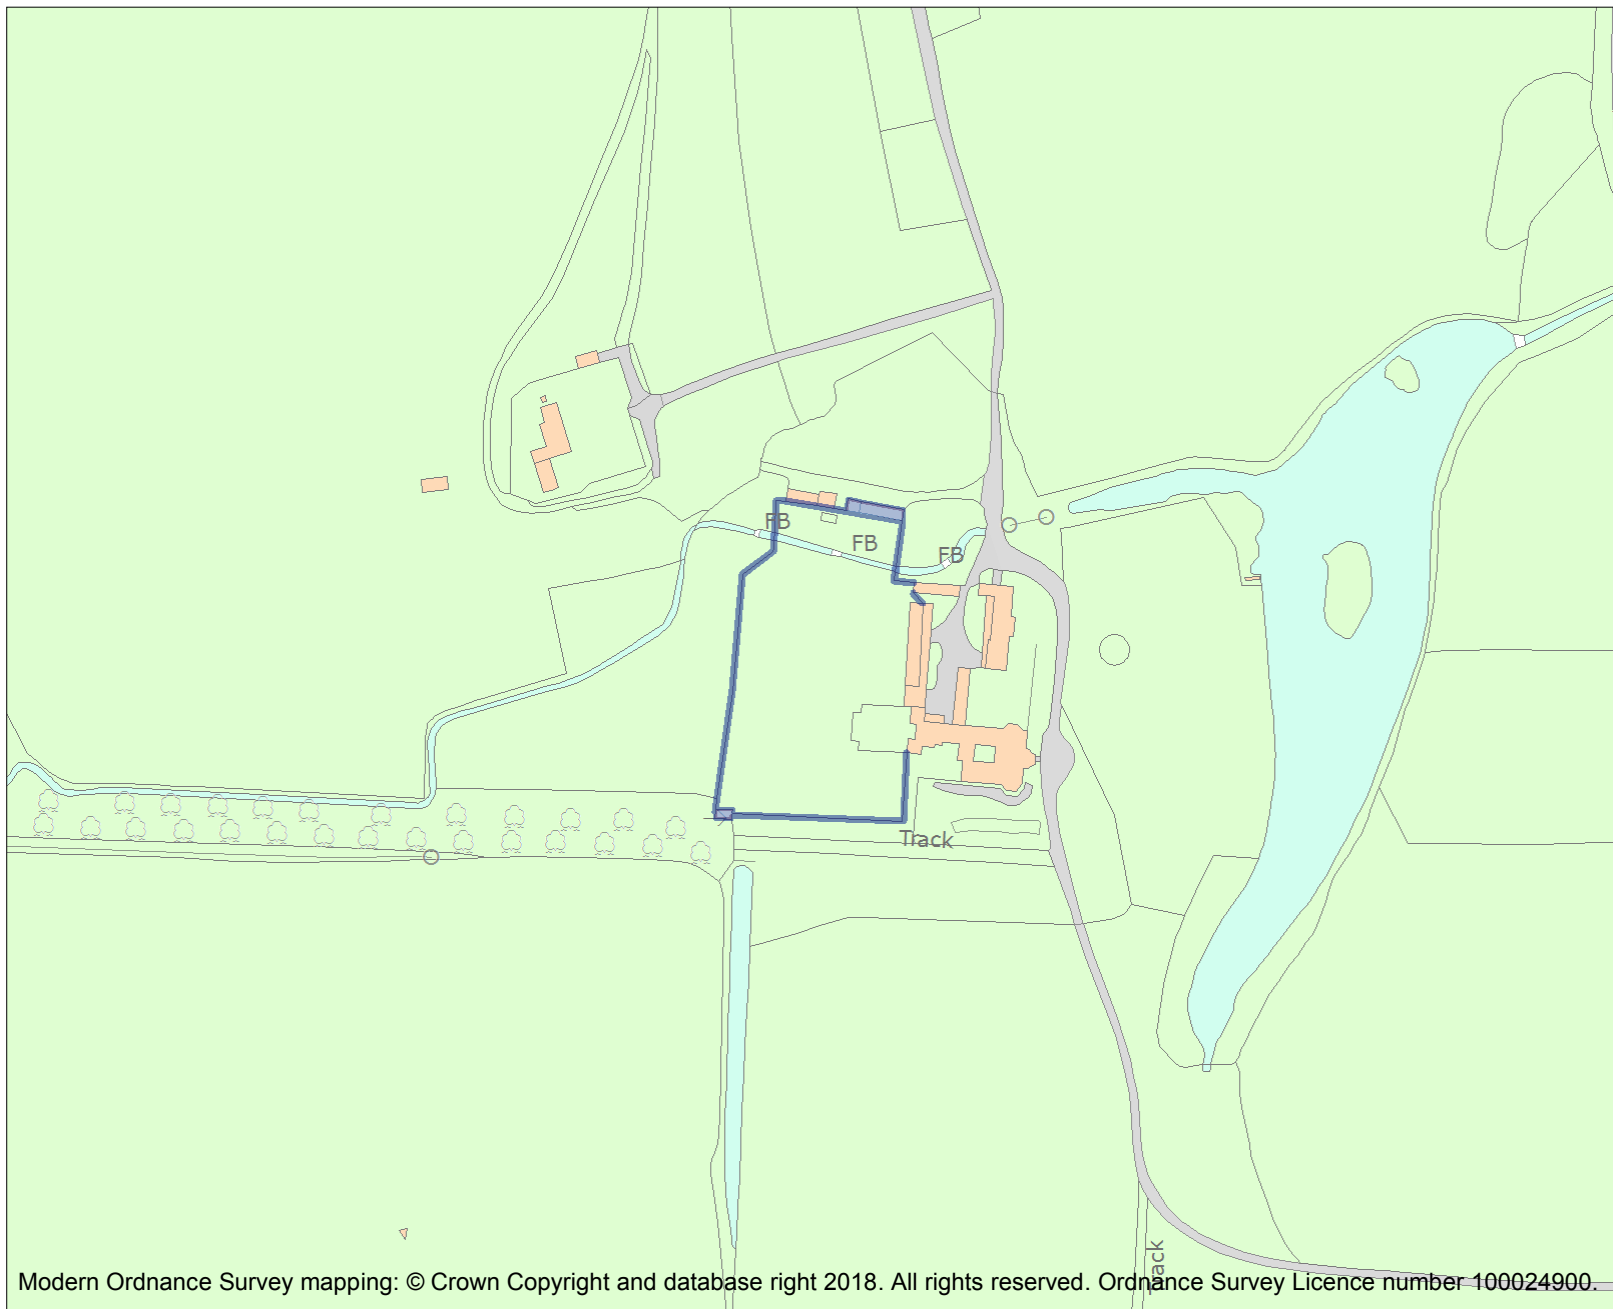 FB
FB
FB
Track
Track
Modern Ordnance Survey mapping: © Crown Copyright and database right 2018. All rights reserved. Ordnance Survey Licence number 100024900.